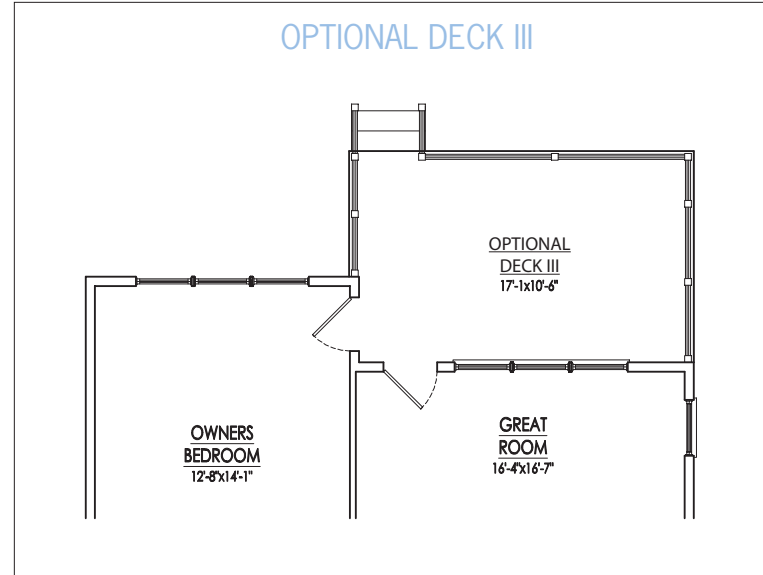 OPTIONAL DECK III
OPTIONAL
DECK III
17'-1x10'-6"
OWNERS
BEDROOM
12'-8"x14'-1"
GREAT
ROOM
16'-4"x16'-7"